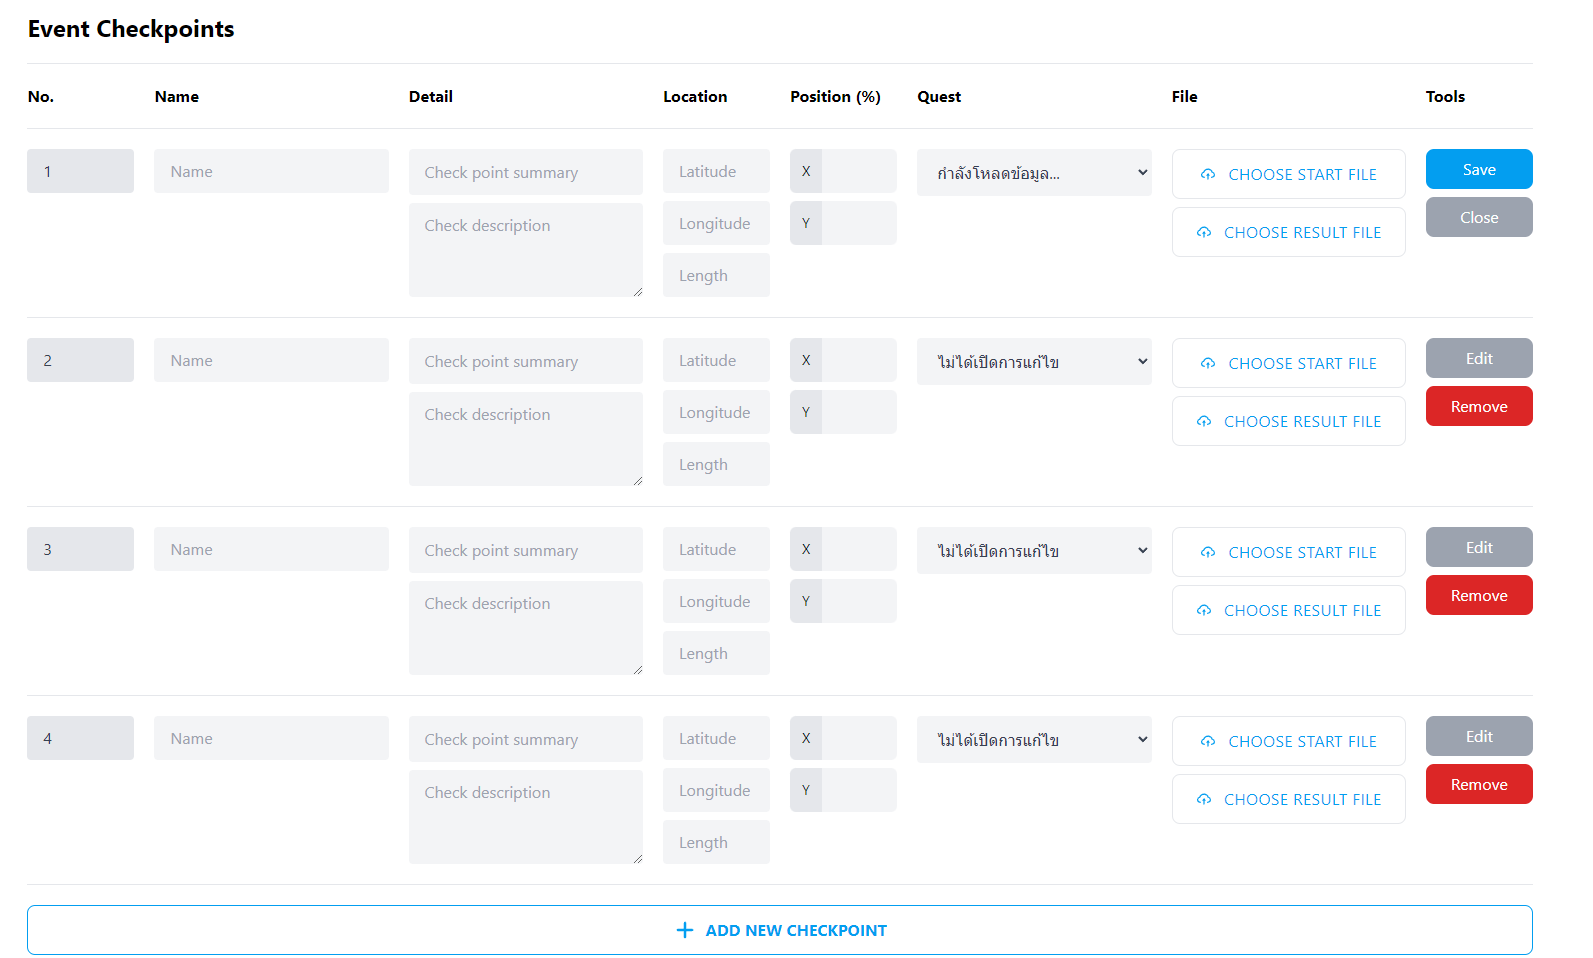 Event Checkpoints
No. Name Detail Location Position (%) Quest File Tools
1 Name Check point summary Latitude X กำลังโหลดข้อมูล... CHOOSE START FILE Save
Check description Longitude Y CHOOSE RESULT FILE Close
Length
2 Name Check point summary Latitude X ไม่ได้เปิดการแก้ไข CHOOSE START FILE Edit
Check description Longitude Y CHOOSE RESULT FILE Remove
Length
3 Name Check point summary Latitude X ไม่ได้เปิดการแก้ไข CHOOSE START FILE Edit
Check description Longitude Y CHOOSE RESULT FILE Remove
Length
4 Name Check point summary Latitude X ไม่ได้เปิดการแก้ไข CHOOSE START FILE Edit
Check description Longitude Y CHOOSE RESULT FILE Remove
Length
ADD NEW CHECKPOINT